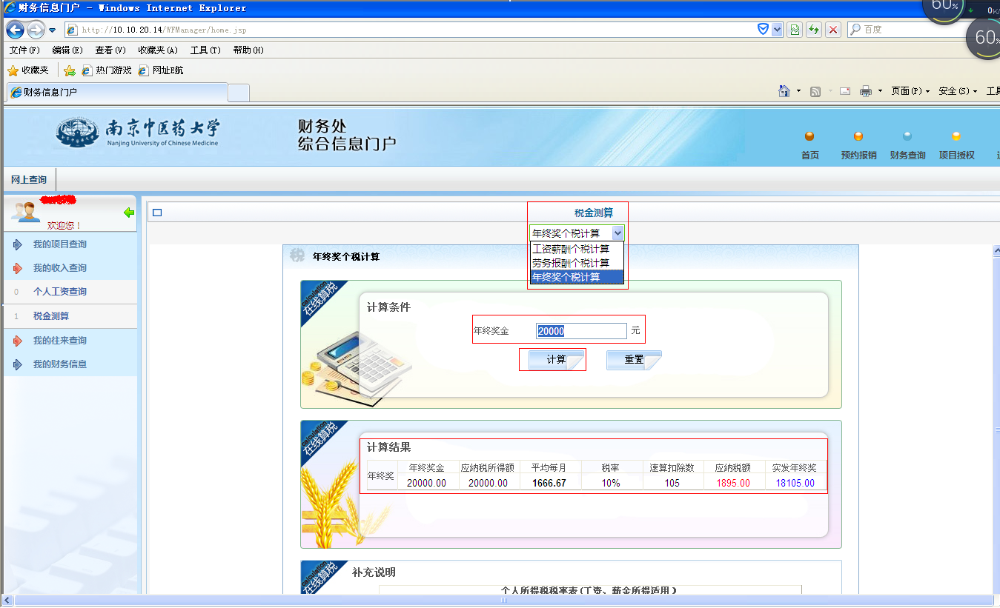 财务信息门户 - Windows Internet Explorer
60%
0K/
http://10.10.20.14/WFManager/home.jsp
百度
60%
文件(F) 编辑(E) 查看(V) 收藏夹(A) 工具(T) 帮助(H)
收藏夹 热门游戏 网址E航
财务信息门户
页面(P) 安全(S)
南京中医药大学
Nanjing University of Chinese Medicine
财务处
综合信息门户
首页 预约报销 财务查询 项目授权
网上查询
欢迎您！
我的项目查询
我的收入查询
0 个人工资查询
1 税金测算
我的往来查询
我的财务信息
税金测算
年终奖个税计算
工资薪酬个税计算
劳务报酬个税计算
年终奖个税计算
年终奖个税计算
calculation
在线算税
计算条件
年终奖金 20000 元
计算 重置
calculation
在线算税
计算结果
年终奖 年终奖金 应纳税所得额 平均每月 税率 速算扣除数 应纳税额 实发年终奖
20000.00 20000.00 1666.67 10% 105 1895.00 18105.00
calculation
在线算税
补充说明
个人所得税税率表(工资、薪金所得适用)